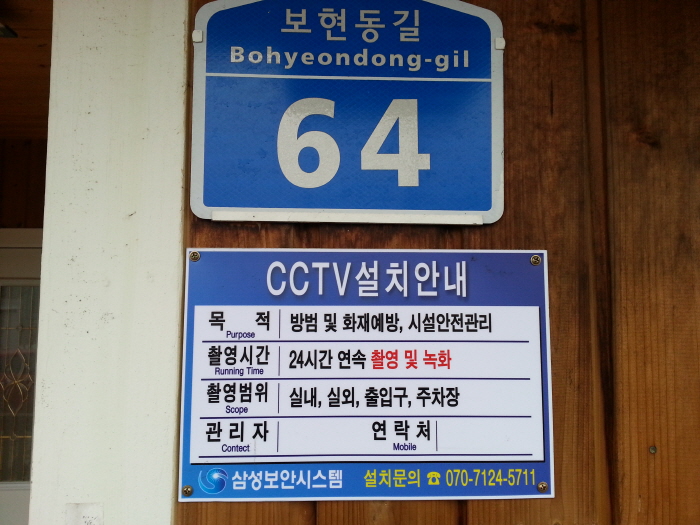 보현동길
Bohyeondong-gil
64
CCTV설치안내
목 적 Purpose 방범 및 화재예방, 시설안전관리
촬영시간 Running Time 24시간 연속 촬영 및 녹화
촬영범위 Scope 실내, 실외, 출입구, 주차장
관리자 Contect 연락처 Mobile
삼성보안시스템 설치문의 ☎ 070-7124-5711